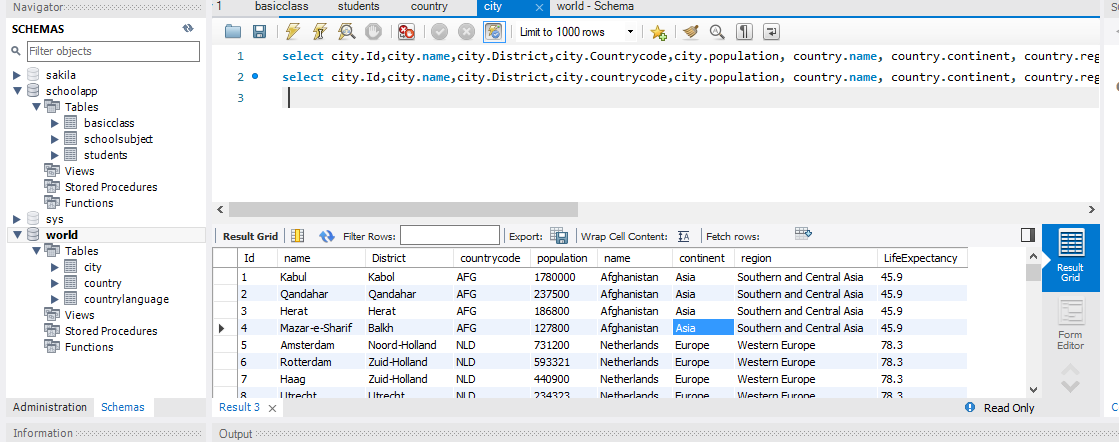 Navigator
SCHEMAS
Filter objects
sakila
schoolapp
Tables
basicclass
schoolsubject
students
Views
Stored Procedures
Functions
sys
world
Tables
city
country
countrylanguage
Views
Stored Procedures
Functions
Administration Schemas
Information
1 basicclass students country city world - Schema
Limit to 1000 rows
1 select city.Id,city.name,city.District,city.Countrycode,city.population, country.name, country.continent, country.reg
2 select city.Id,city.name,city.District,city.Countrycode,city.population, country.name, country.continent, country.reg
3
Result Grid Filter Rows: Export: Wrap Cell Content: IA Fetch rows:
Id name District countrycode population name continent region LifeExpectancy
1 Kabul Kabol AFG 1780000 Afghanistan Asia Southern and Central Asia 45.9
2 Qandahar Qandahar AFG 237500 Afghanistan Asia Southern and Central Asia 45.9
3 Herat Herat AFG 186800 Afghanistan Asia Southern and Central Asia 45.9
4 Mazar-e-Sharif Balkh AFG 127800 Afghanistan Asia Southern and Central Asia 45.9
5 Amsterdam Noord-Holland NLD 731200 Netherlands Europe Western Europe 78.3
6 Rotterdam Zuid-Holland NLD 593321 Netherlands Europe Western Europe 78.3
7 Haag Zuid-Holland NLD 440900 Netherlands Europe Western Europe 78.3
8 Utrecht Utrecht NLD 234323 Netherlands Europe Western Europe 78.3
Result Grid
Form Editor
Result 3
Read Only
Output